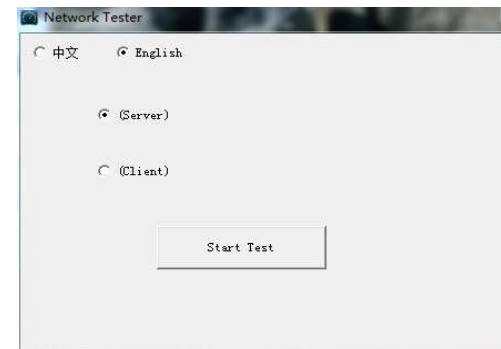 Network Tester
中文 English
(Server)
(Client)
Start Test